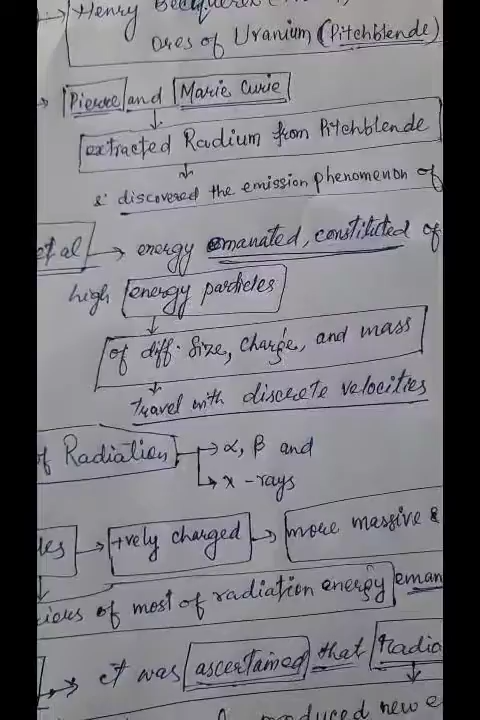 Henry Becquerel
ores of Uranium (Pitchblende)
Pierre and Marie Curie
extracted Radium from Pitchblende
& discovered the emission phenomenon of
et al → energy emanated, constituted of
high energy particles
of diff. Size, charge, and mass
travel with discrete velocities
of Radiation → α, β and
→ x-rays
les → +vely charged → more massive &
of most of radiation energy eman
→ it was ascertained that radia
produced new e